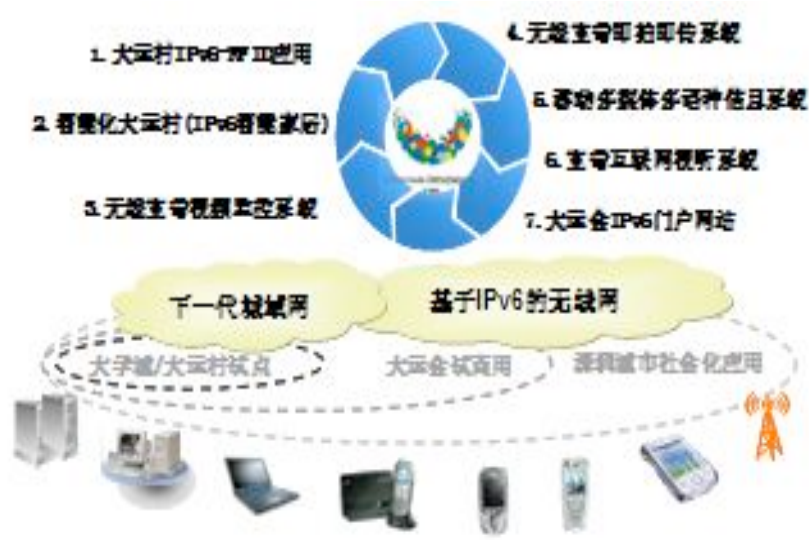 1. 大运村IPv6-RFID应用
2. 智能化大运村(IPv6智能家居)
3. 无线宽带视频监控系统
4. 无线宽带即拍即传系统
5. 移动多媒体多语种信息系统
6. 宽带互联网视听系统
7. 大运会IPv6门户网站
下一代城域网
基于IPv6的无线网
大学城/大运村试点
大运会试商用
深圳城市社会化应用